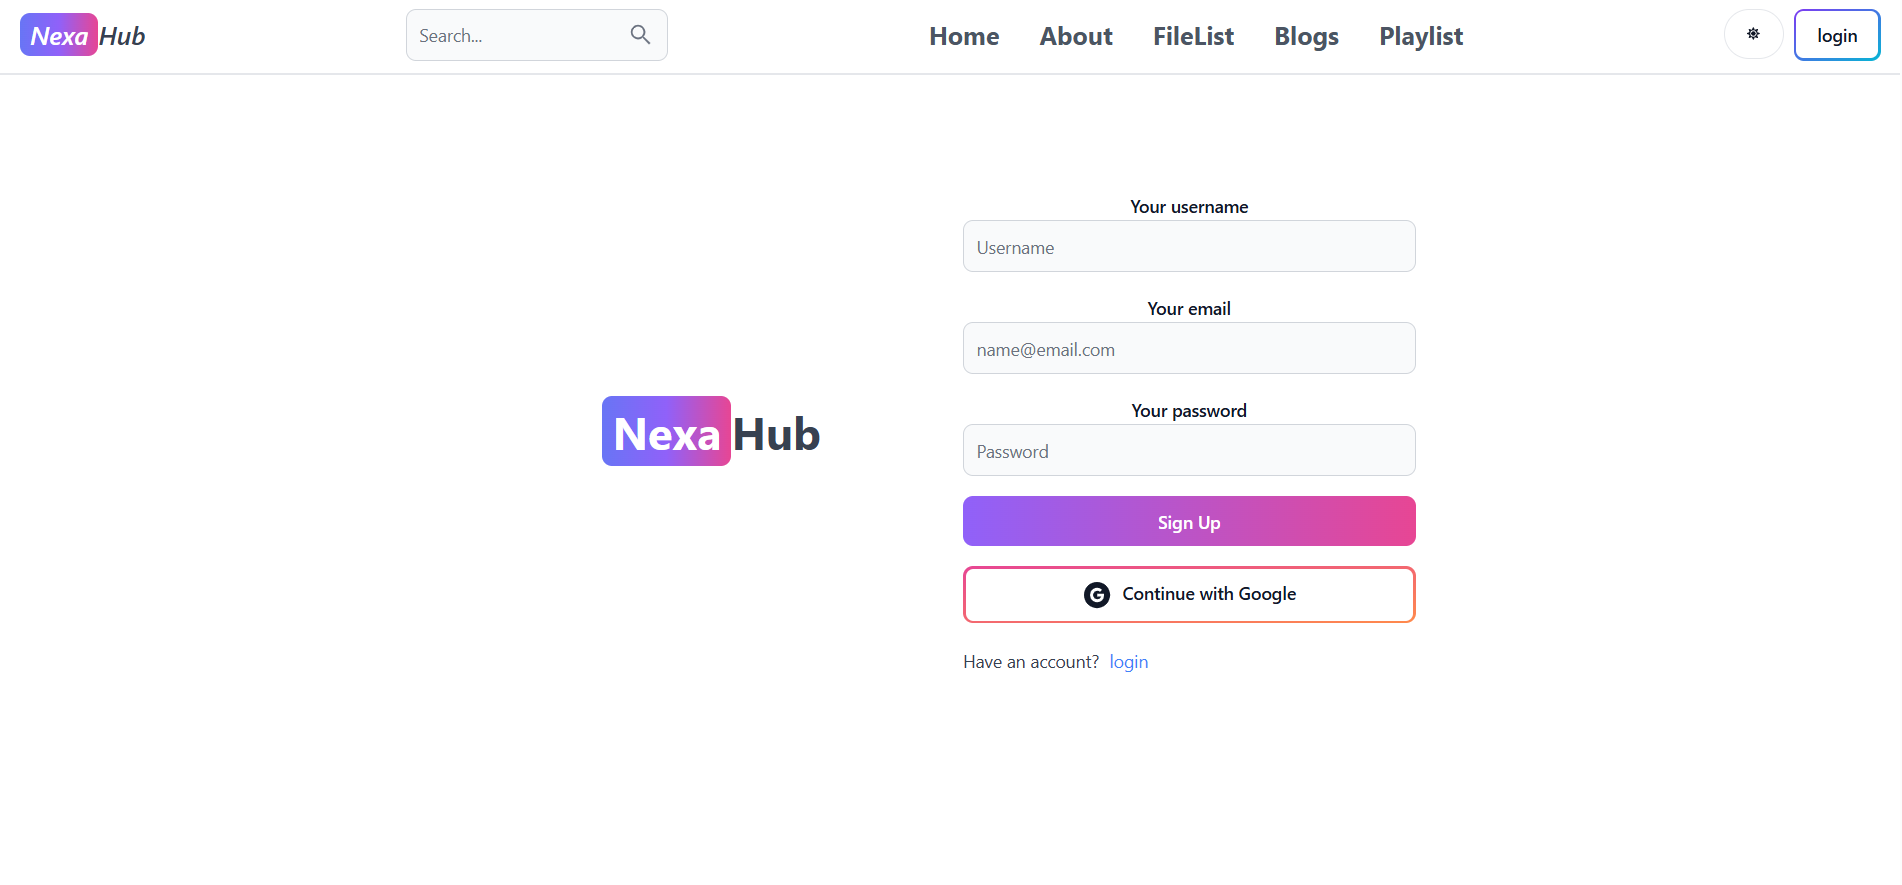 Nexa Hub
Search...
Home About FileList Blogs Playlist
login
Your username
Username
Your email
name@email.com
Nexa Hub
Your password
Password
Sign Up
G Continue with Google
Have an account? login